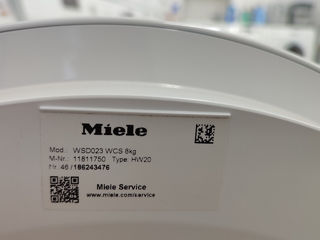 Miele
Mod.: WSD023 WCS 8kg
M-Nr.: 11811750 Type: HW20
Nr. 46 / 186243476
Miele Service
www.miele.com/service